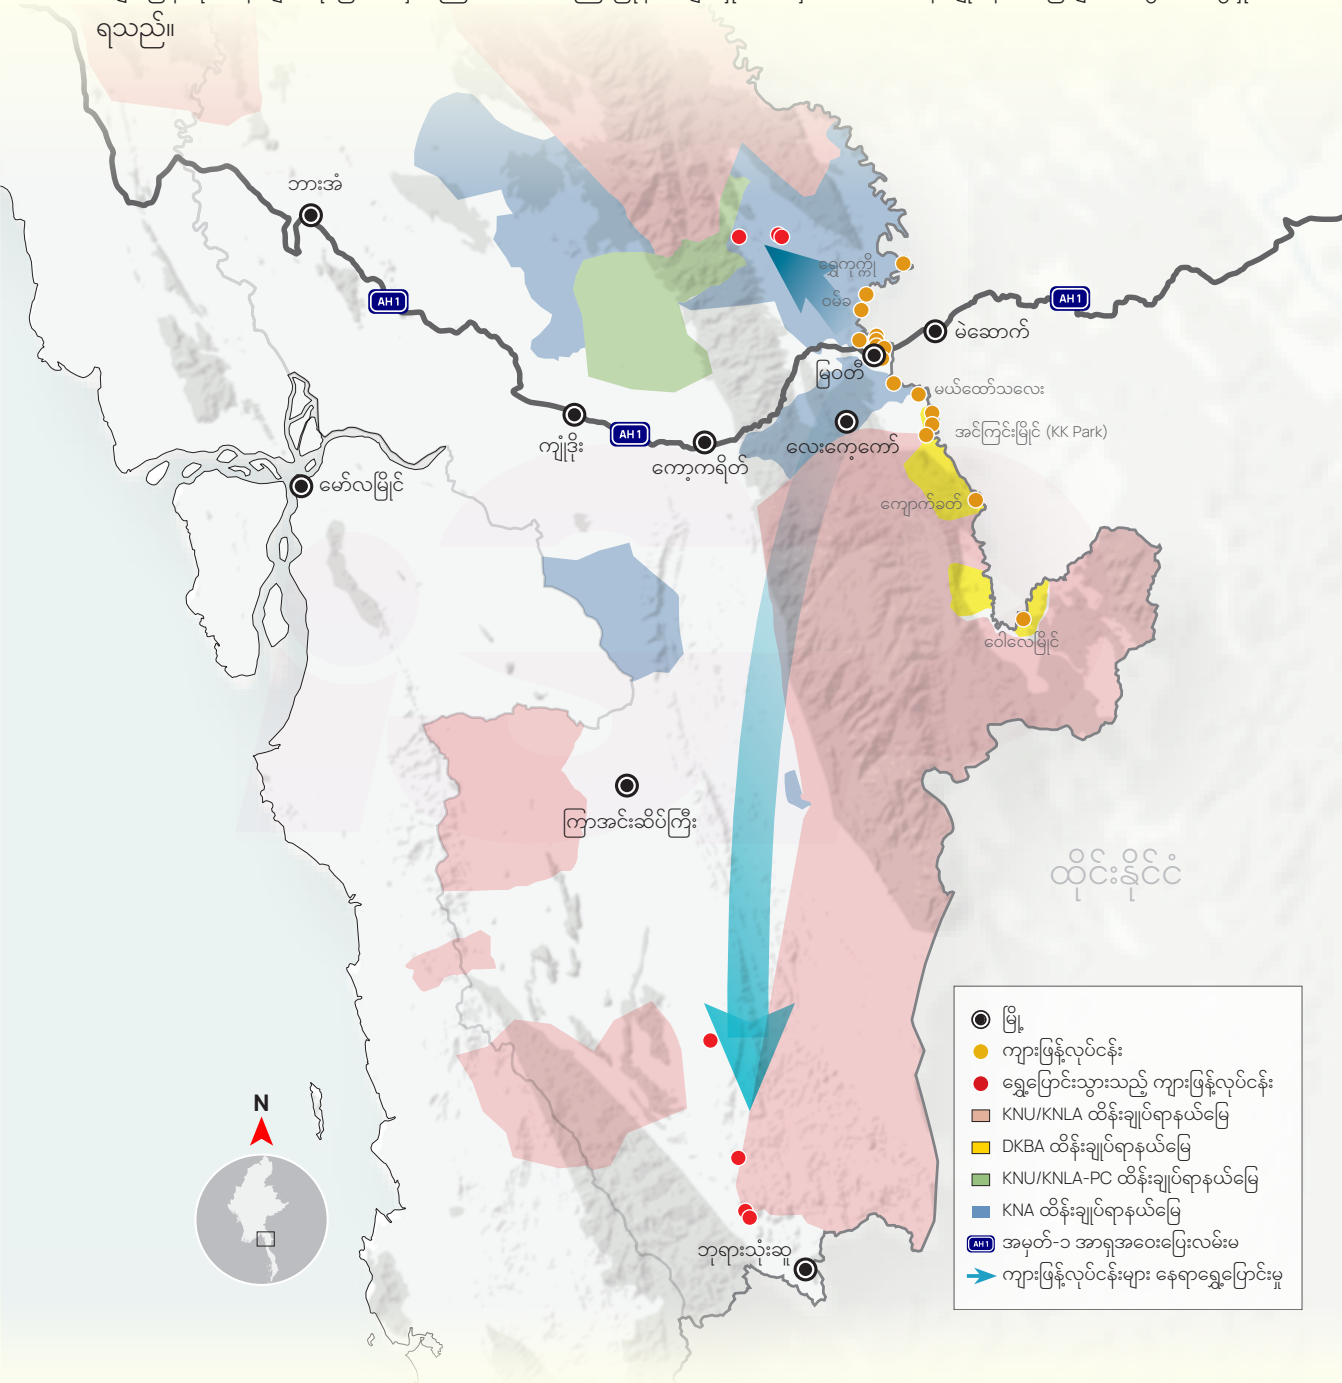 ရသည်။
ဘားအံ
AH1
ရွှေကုက္ကို
ဝမ်ခ
AH1
မဲဆောက်
မြဝတီ
မယ်ထော်သလေး
အင်ကြင်းမြိုင် (KK Park)
ကျုံဒိုး
AH1
ကော့ကရိတ်
လေးကေ့ကော်
မော်လမြိုင်
ကျောက်ခတ်
ဝေါလေမြိုင်
ကြာအင်းဆိပ်ကြီး
ထိုင်းနိုင်ငံ
N
ဘုရားသုံးဆူ
မြို့
ကျားဖြန့်လုပ်ငန်း
ရွှေ့ပြောင်းသွားသည့် ကျားဖြန့်လုပ်ငန်း
KNU/KNLA ထိန်းချုပ်ရာနယ်မြေ
DKBA ထိန်းချုပ်ရာနယ်မြေ
KNU/KNLA-PC ထိန်းချုပ်ရာနယ်မြေ
KNA ထိန်းချုပ်ရာနယ်မြေ
AH1 အမှတ်-၁ အာရှအဝေးပြေးလမ်းမ
ကျားဖြန့်လုပ်ငန်းများ နေရာရွှေ့ပြောင်းမှု